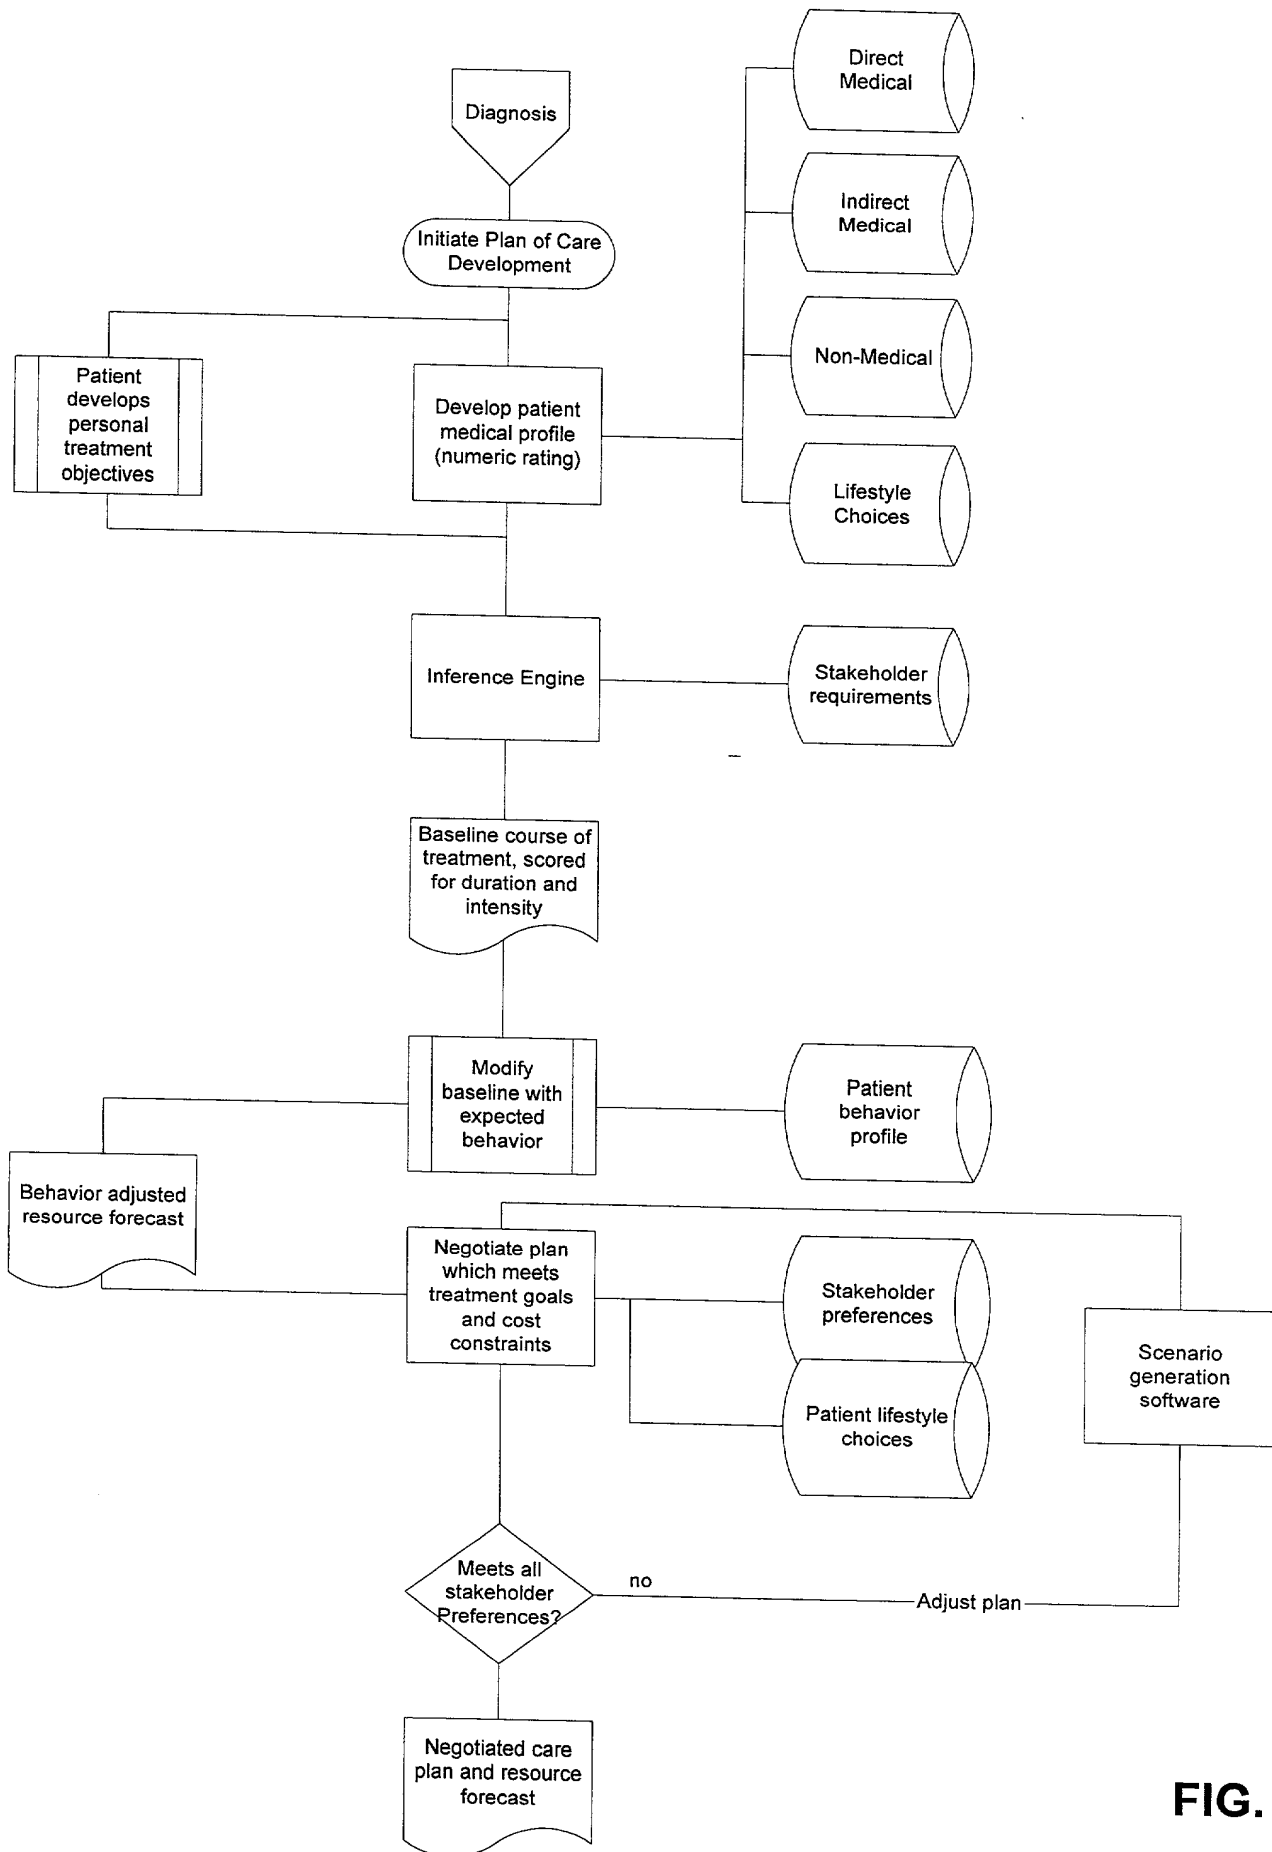 Direct
Medical
Diagnosis
Indirect
Medical
Initiate Plan of Care
Development
Non-Medical
Patient
develops
personal
treatment
objectives
Develop patient
medical profile
(numeric rating)
Lifestyle
Choices
Inference Engine
Stakeholder
requirements
Baseline course of
treatment, scored
for duration and
intensity
Modify
baseline with
expected
behavior
Patient
behavior
profile
Behavior adjusted
resource forecast
Negotiate plan
which meets
treatment goals
and cost
constraints
Stakeholder
preferences
Scenario
generation
software
Patient lifestyle
choices
Meets all
stakeholder
Preferences?
no
Adjust plan
Negotiated care
plan and resource
forecast
FIG.